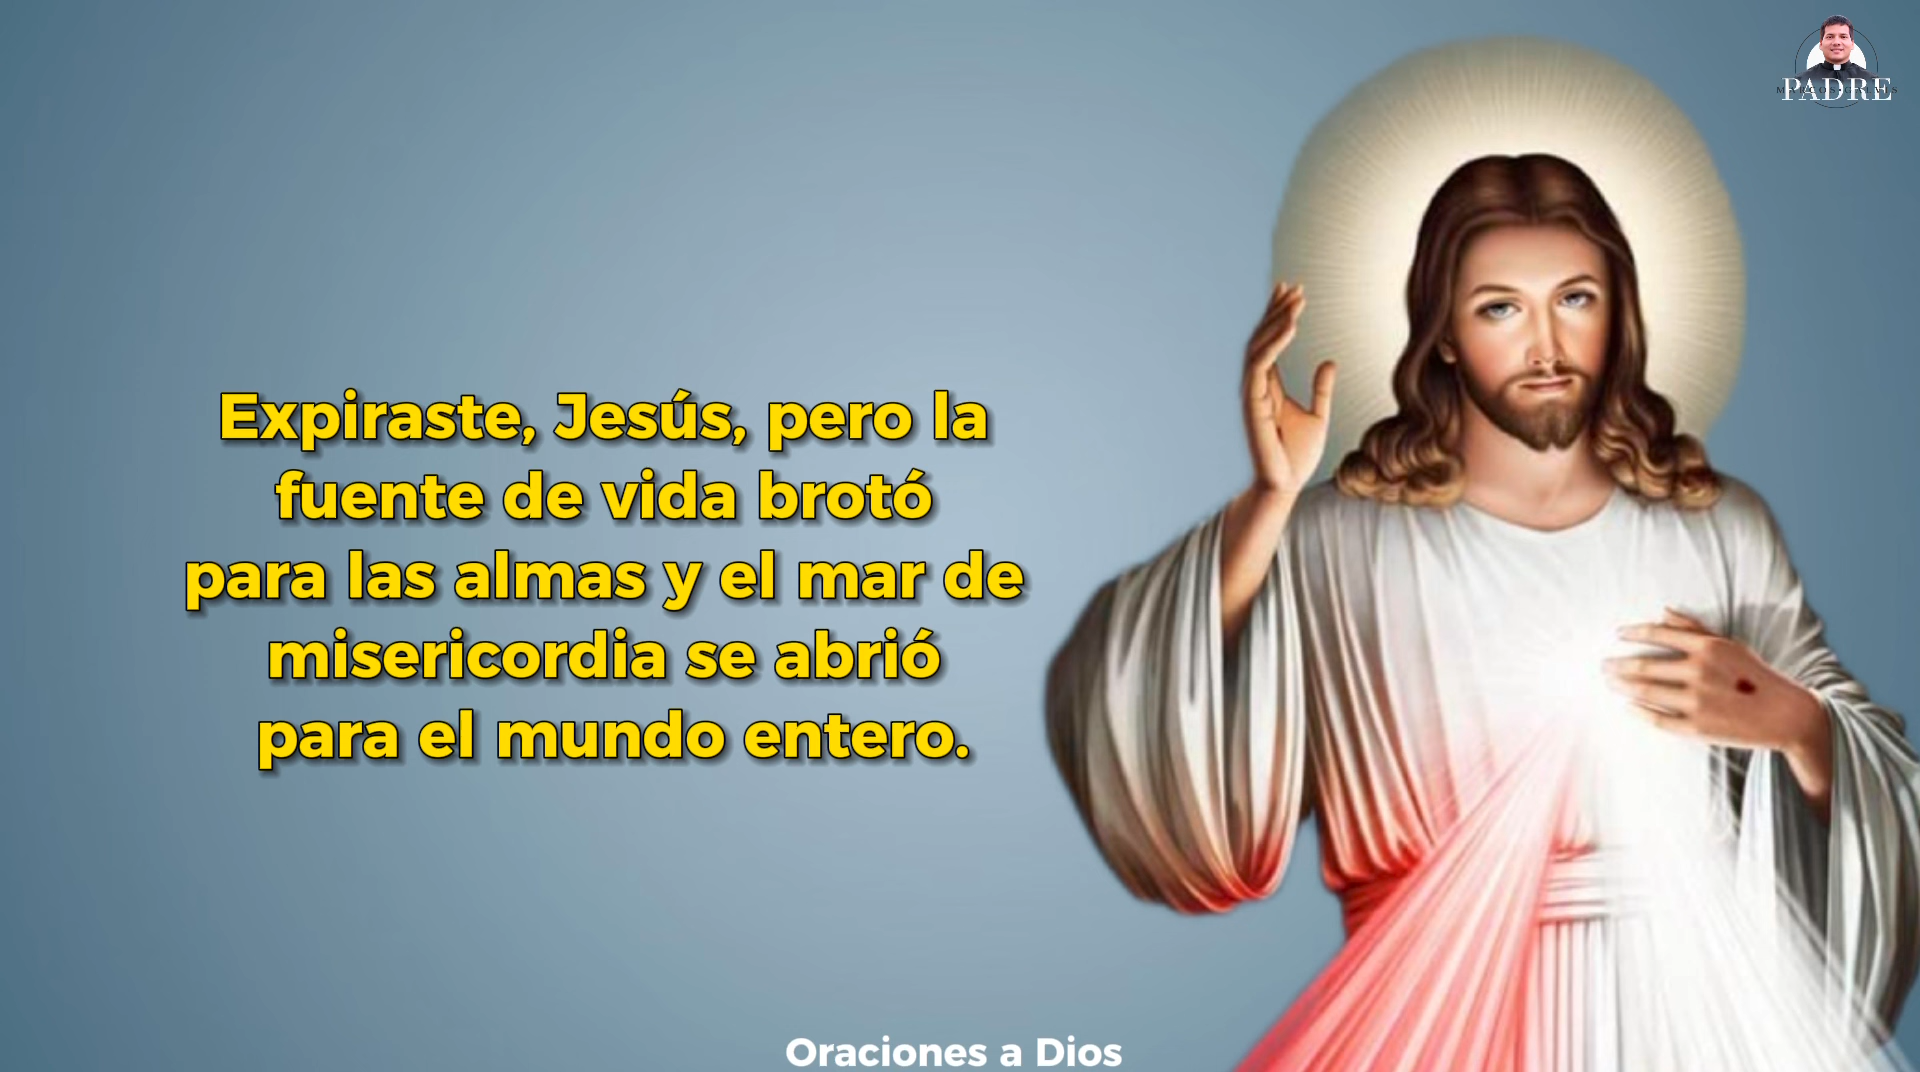 PADRE
Expiraste, Jesús, pero la
fuente de vida brotó
para las almas y el mar de
misericordia se abrió
para el mundo entero.
Oraciones a Dios